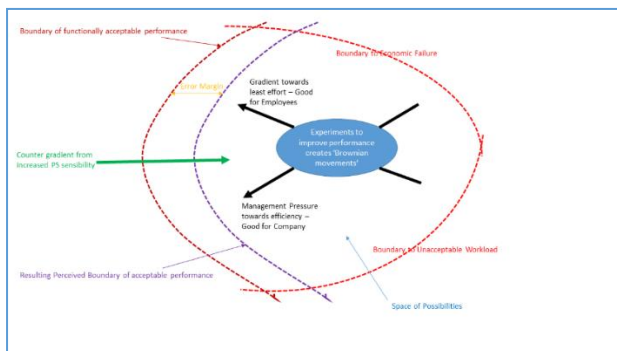 Boundary of functionally acceptable performance
Boundary to Economic Failure
Error Margin
Gradient towards
least effort – Good
for Employees
Experiments to
improve performance
creates 'Brownian
movements'
Counter gradient from
Increased PS sensibility
Management Pressure
towards efficiency –
Good for Company
Boundary to Unacceptable Workload
Resulting Perceived Boundary of acceptable performance
Space of Possibilities